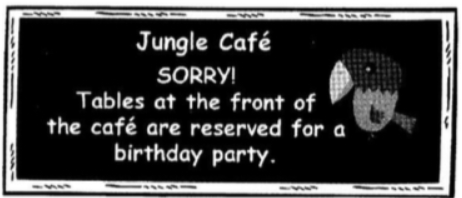 Jungle Café
SORRY!
Tables at the front of
the café are reserved for a
birthday party.